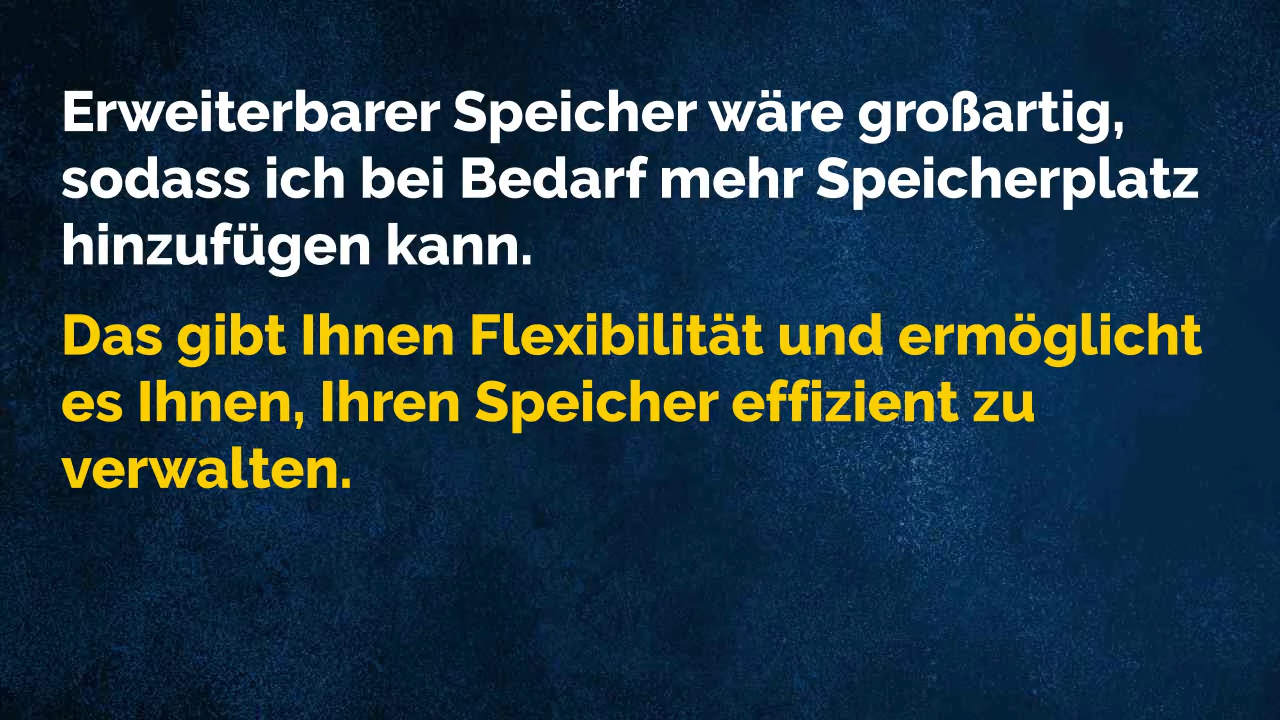 Erweiterbarer Speicher wäre großartig,
sodass ich bei Bedarf mehr Speicherplatz
hinzufügen kann.
Das gibt Ihnen Flexibilität und ermöglicht
es Ihnen, Ihren Speicher effizient zu
verwalten.